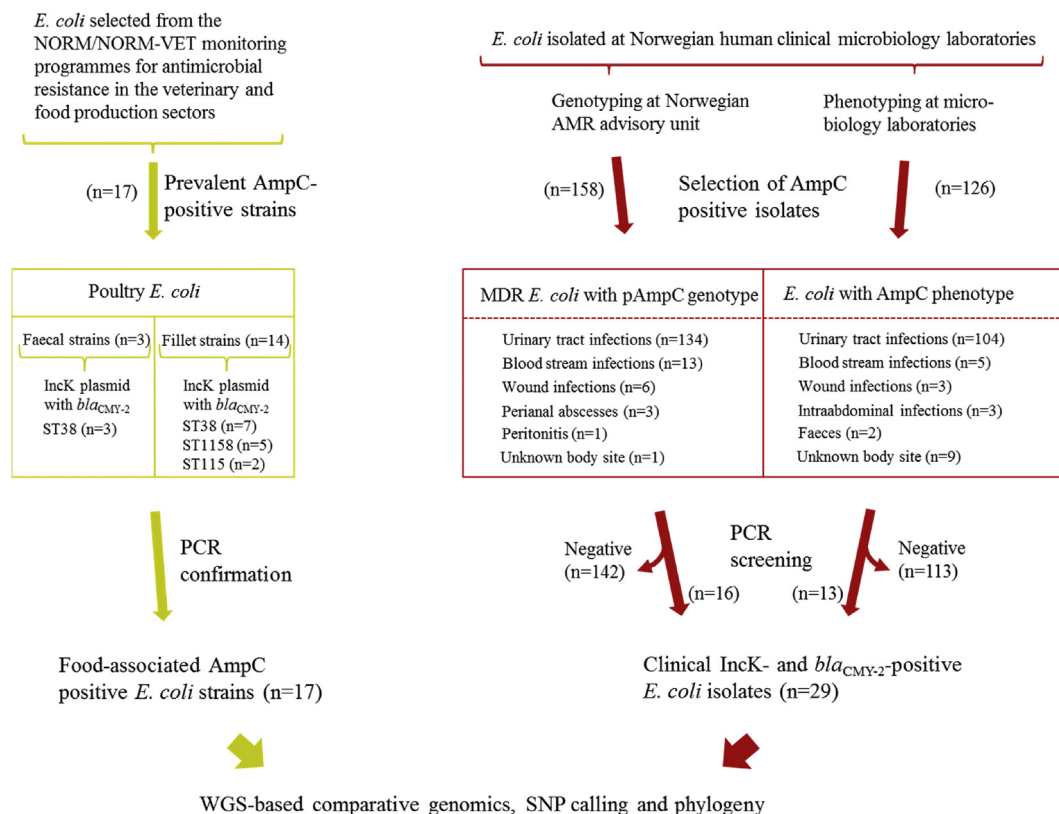 E. coli selected from the
NORM/NORM-VET monitoring
programmes for antimicrobial
resistance in the veterinary and
food production sectors
(n=17)
Prevalent AmpC-
positive strains
Poultry E. coli
Faecal strains (n=3)
IncK plasmid
with blaCMY-2
ST38 (n=3)
Fillet strains (n=14)
IncK plasmid
with blaCMY-2
ST38 (n=7)
ST1158 (n=5)
ST115 (n=2)
PCR
confirmation
Food-associated AmpC
positive E. coli strains (n=17)
E. coli isolated at Norwegian human clinical microbiology laboratories
Genotyping at Norwegian
AMR advisory unit
Phenotyping at micro-
biology laboratories
(n=158)
Selection of AmpC
positive isolates
(n=126)
MDR E. coli with pAmpC genotype
Urinary tract infections (n=134)
Blood stream infections (n=13)
Wound infections (n=6)
Perianal abscesses (n=3)
Peritonitis (n=1)
Unknown body site (n=1)
E. coli with AmpC phenotype
Urinary tract infections (n=104)
Blood stream infections (n=5)
Wound infections (n=3)
Intraabdominal infections (n=3)
Faeces (n=2)
Unknown body site (n=9)
Negative
(n=142)
PCR
screening
Negative
(n=113)
(n=16)
(n=13)
Clinical IncK- and blaCMY-2-positive
E. coli isolates (n=29)
WGS-based comparative genomics, SNP calling and phylogeny